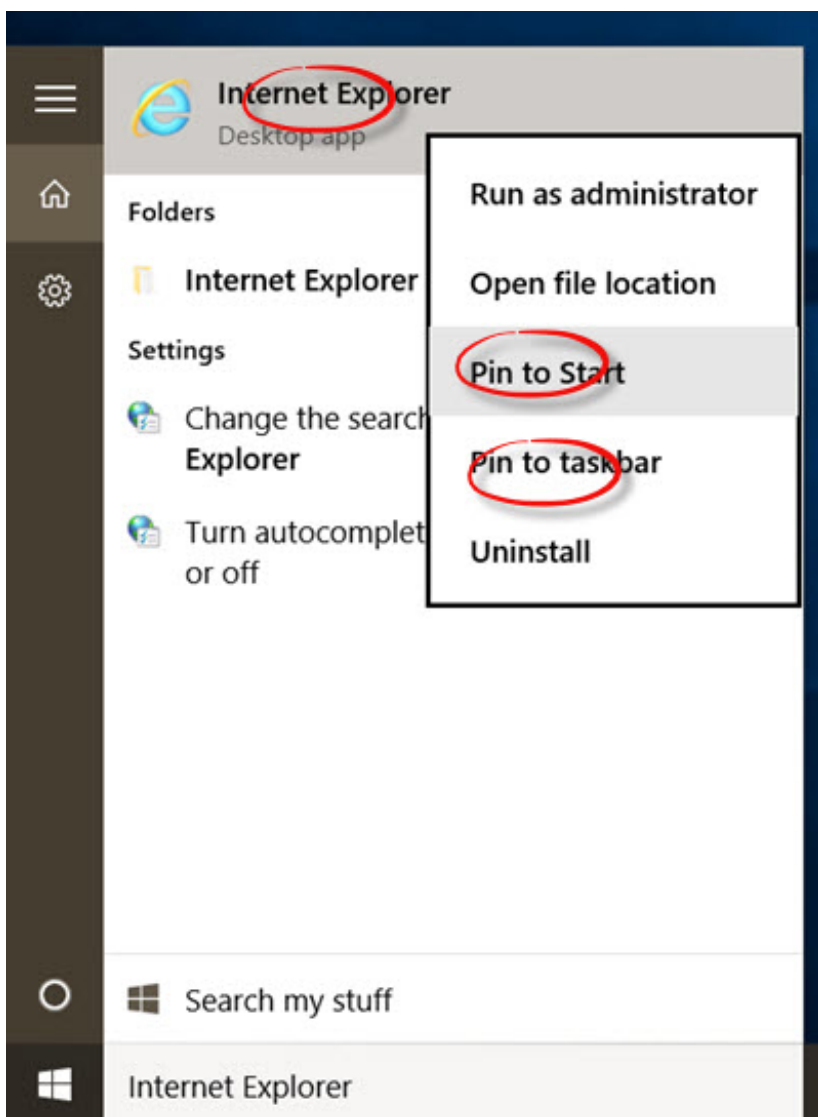 Internet Explorer
Desktop app
Folders
Internet Explorer
Settings
Change the search
Explorer
Turn autocomplet
or off
Run as administrator
Open file location
Pin to Start
Pin to taskbar
Uninstall
Search my stuff
Internet Explorer